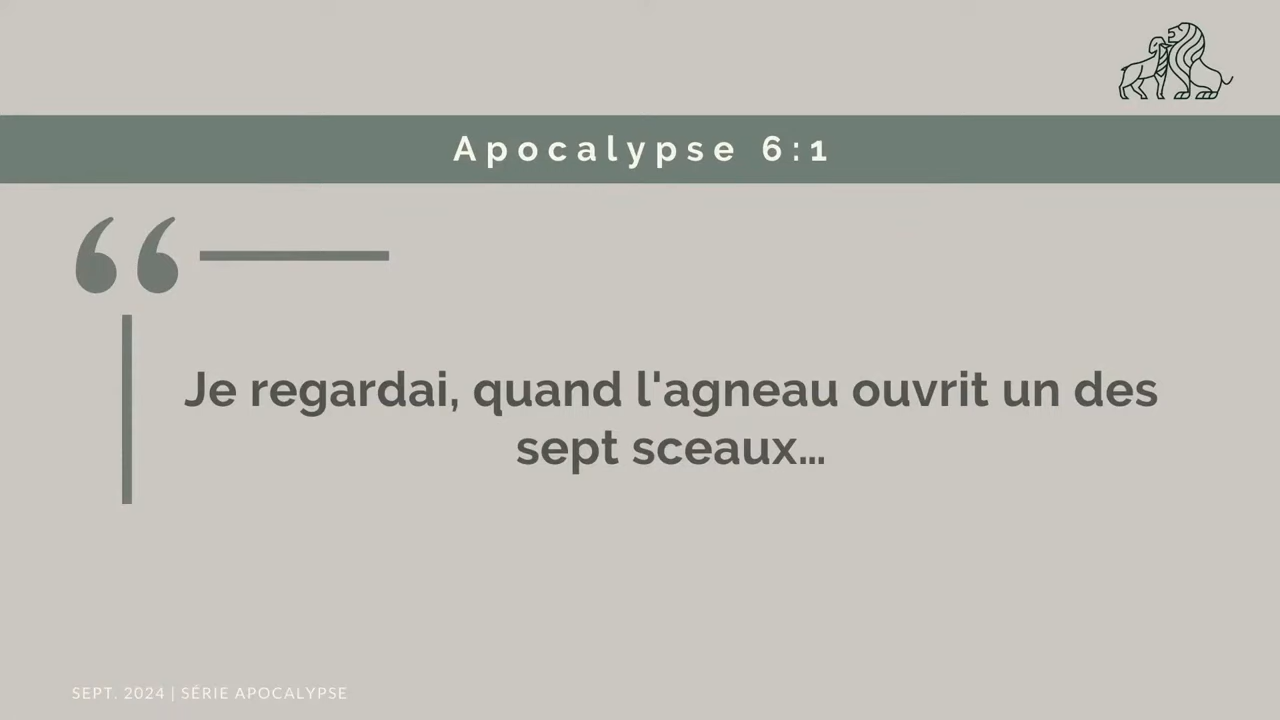 Apocalypse 6:1
Je regardai, quand l'agneau ouvrit un des
sept sceaux...
SEPT. 2024 | SÉRIE APOCALYPSE